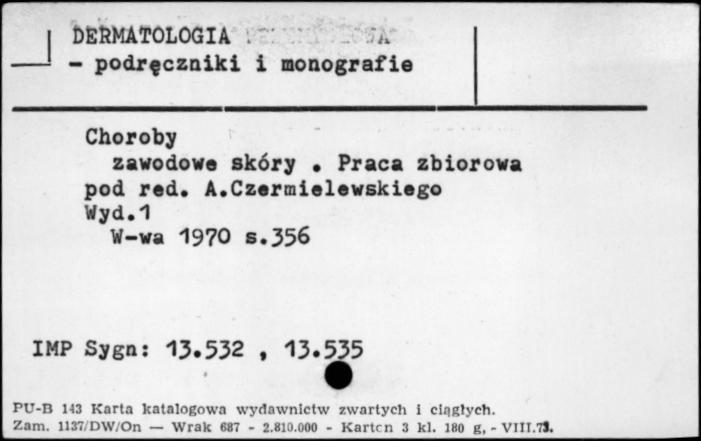 DERMATOLOGIA
- podręczniki i monografie
Choroby
zawodowe skóry . Praca zbiorowa
pod red. A.Czermielewskiego
Wyd.1
W-wa 1970 s.356
IMP Sygn: 13.532 , 13.535
PU-B 143 Karta katalogowa wydawnictw zwartych i ciągłych.
Zam. 1137/DW/On — Wrak 687 - 2.810.000 - Karton 3 kl. 180 g, - VIII.73.